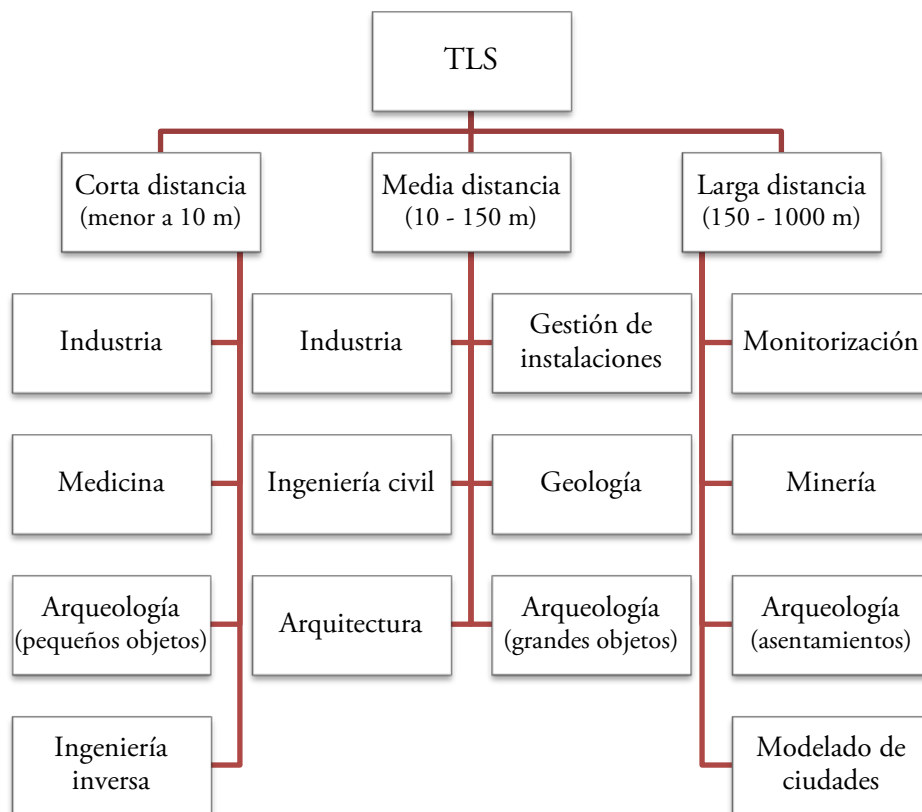 TLS
Corta distancia
(menor a 10 m)
Media distancia
(10 - 150 m)
Larga distancia
(150 - 1000 m)
Industria
Industria
Gestión de
instalaciones
Monitorización
Medicina
Ingeniería civil
Geología
Minería
Arqueología
(pequeños objetos)
Arquitectura
Arqueología
(grandes objetos)
Arqueología
(asentamientos)
Ingeniería
inversa
Modelado de
ciudades